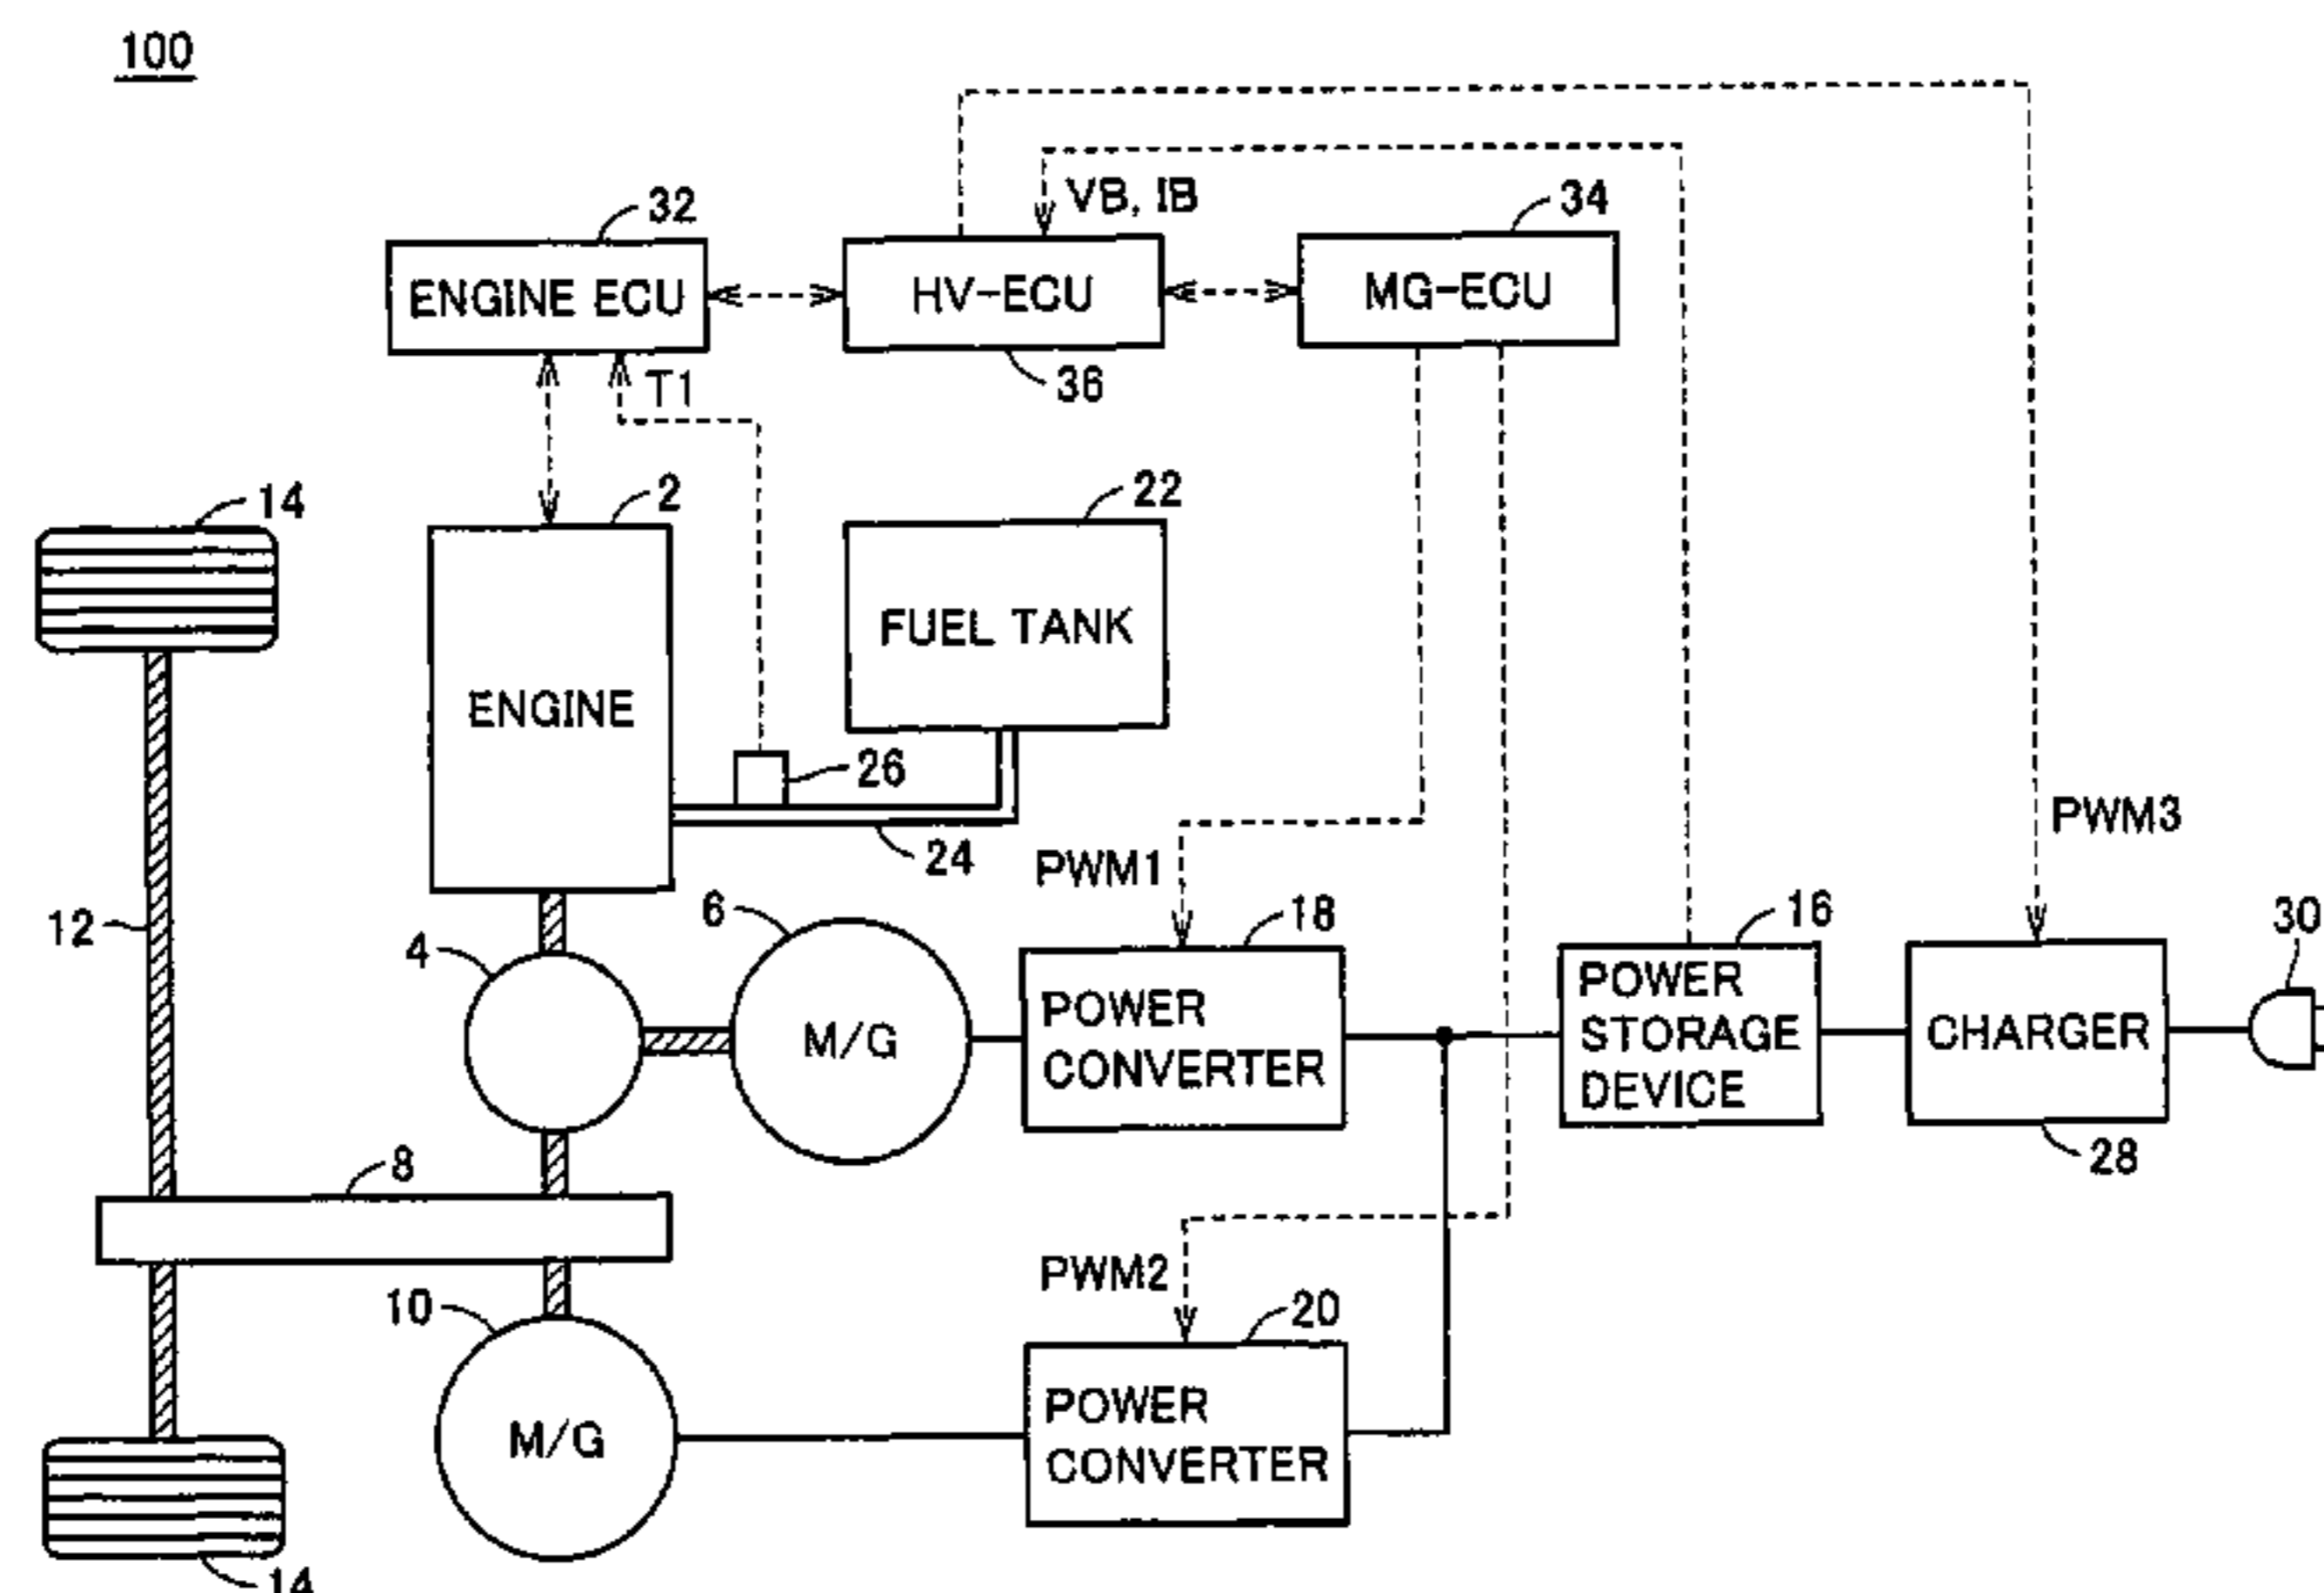 100
VB, IB
32
34
ENGINE ECU
HV-ECU
MG-ECU
T1
36
14
2
22
FUEL TANK
ENGINE
26
24
PWM3
PWM1
12
6
18
16
30
4
M/G
POWER
CONVERTER
POWER
STORAGE
DEVICE
CHARGER
8
28
PWM2
10
20
M/G
POWER
CONVERTER
14